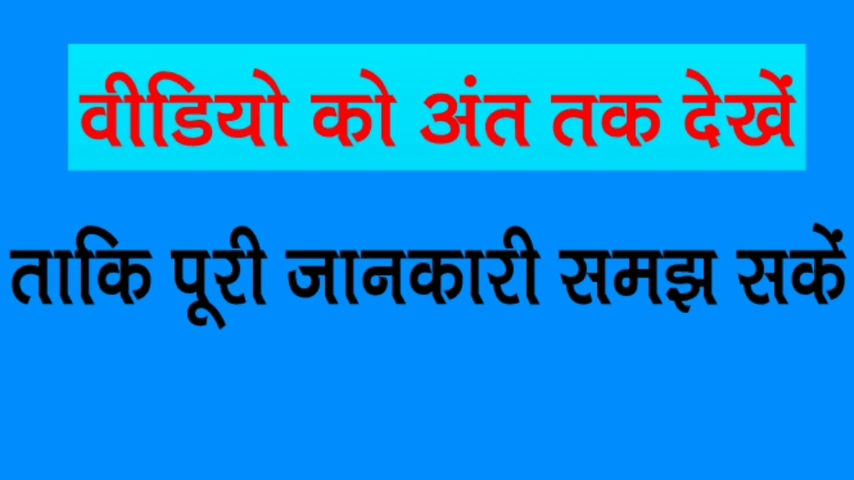 वीडियो को अंत तक देखें
ताकि पूरी जानकारी समझ सकें